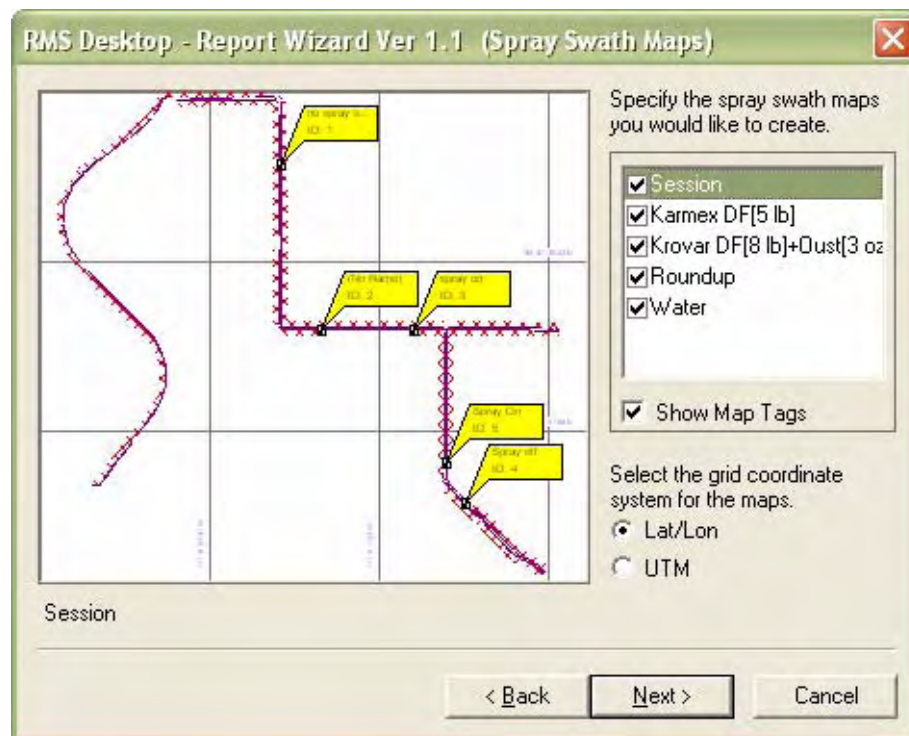 RMS Desktop - Report Wizard Ver 1.1 (Spray Swath Maps)
no spray s...
ID: 1
ID: 2
spray on
ID: 3
Spray On
ID: 5
Spray off
ID: 4
Session
Specify the spray swath maps
you would like to create.
Session
Karmex DF[5 lb]
Krovar DF[8 lb]+Oust[3 oz
Roundup
Water
Show Map Tags
Select the grid coordinate
system for the maps.
Lat/Lon
UTM
< Back
Next >
Cancel